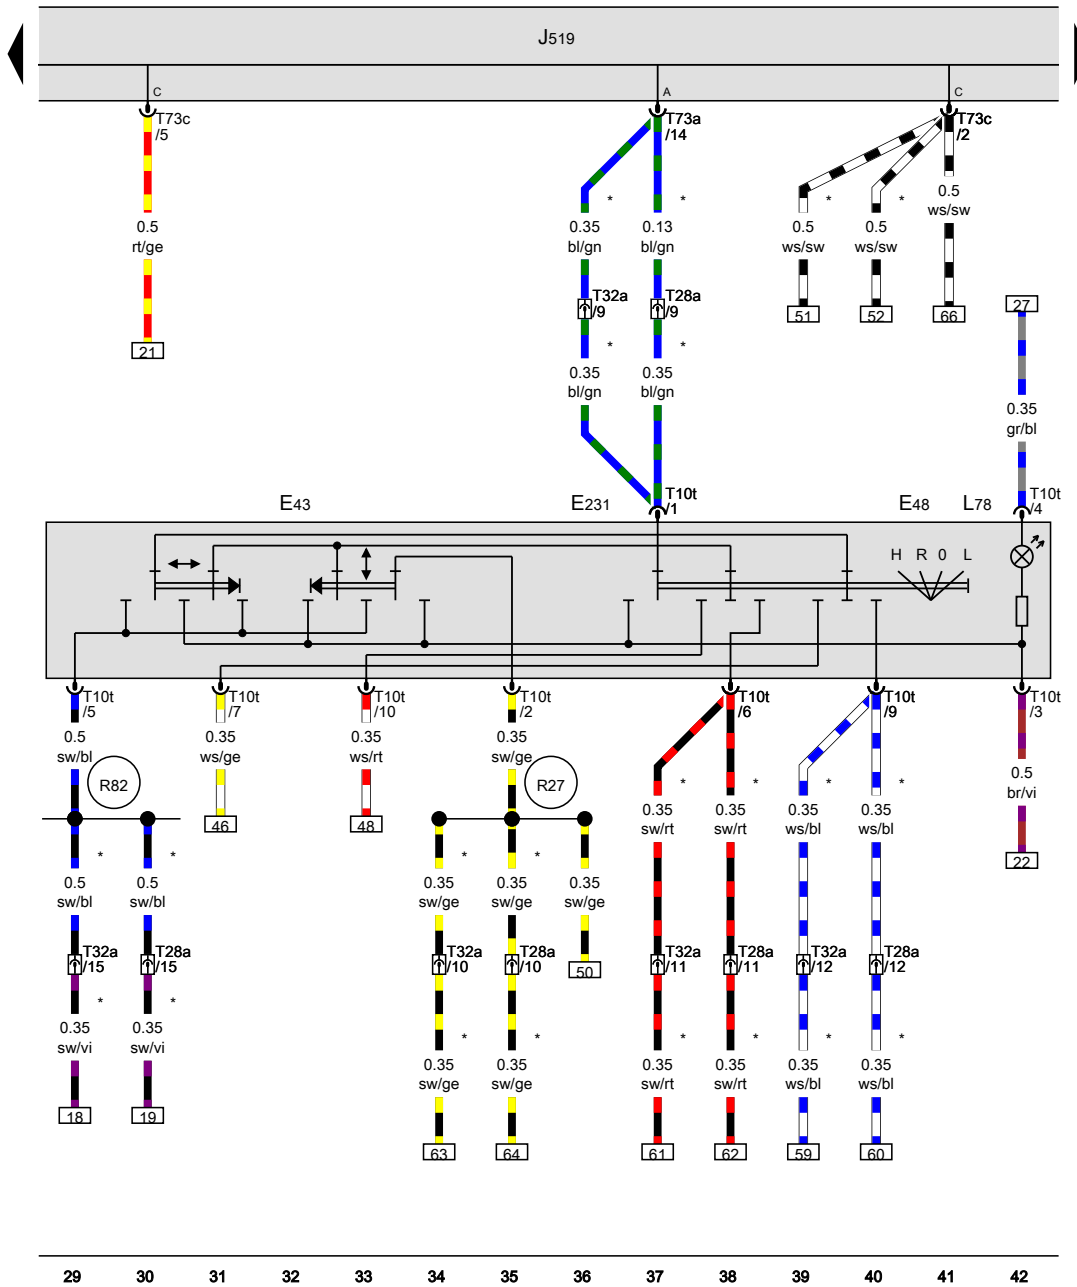 J519
C A C
T73c
/5
T73a
/14
T73c
/2
* * * *
0.5
rt/ge
0.35
bl/gn
0.13
bl/gn
0.5
ws/sw
0.5
ws/sw
0.5
ws/sw
T32a
/9
T28a
/9
51 52 66 27
* *
21
0.35
bl/gn
0.35
bl/gn
0.35
gr/bl
E43 E231 E48 L78
T10t
/1
T10t
/4
H R 0 L
T10t
/5
T10t
/7
T10t
/10
T10t
/2
T10t
/6
T10t
/9
T10t
/3
0.5
sw/bl
0.35
ws/ge
0.35
ws/rt
0.35
sw/ge
0.5
br/vi
R82 R27
* * * *
0.35
sw/rt
0.35
sw/rt
0.35
ws/bl
0.35
ws/bl
46 48 22
* * * *
0.5
sw/bl
0.5
sw/bl
0.35
sw/ge
0.35
sw/ge
0.35
sw/ge
T32a
/15
T28a
/15
T32a
/10
T28a
/10
50
T32a
/11
T28a
/11
T32a
/12
T28a
/12
* * * * * * * *
0.35
sw/vi
0.35
sw/vi
0.35
sw/ge
0.35
sw/ge
0.35
sw/rt
0.35
sw/rt
0.35
ws/bl
0.35
ws/bl
18 19 63 64 61 62 59 60
29 30 31 32 33 34 35 36 37 38 39 40 41 42